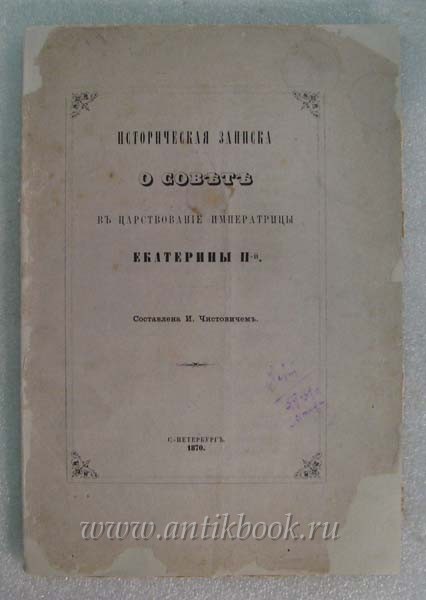 ИСТОРИЧЕСКАЯ ЗАПИСКА
О СОВѢТѢ
ВЪ ЦАРСТВОВАНІЕ ИМПЕРАТРИЦЫ
ЕКАТЕРИНЫ II-й.
Составлена И. Чистовичемъ.
С.-ПЕТЕРБУРГЪ.
1870.
www.antikbook.ru